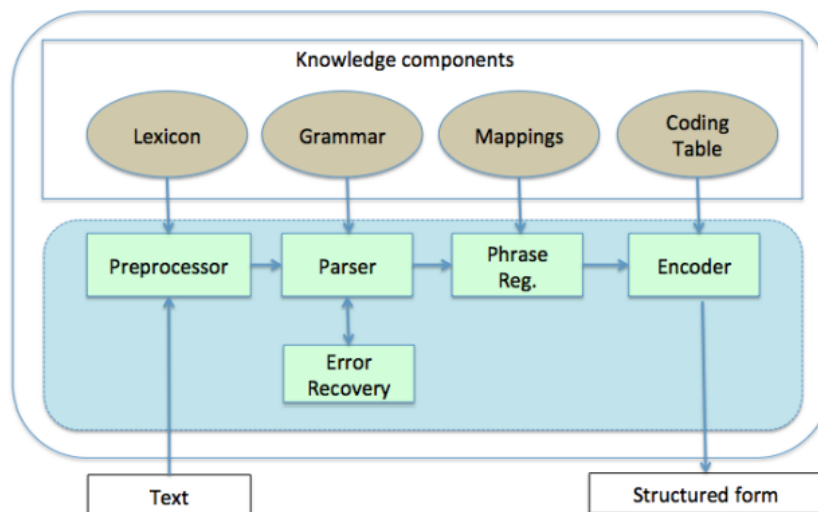 Knowledge components
Lexicon
Grammar
Mappings
Coding
Table
Preprocessor
Parser
Phrase
Reg.
Encoder
Error
Recovery
Text
Structured form